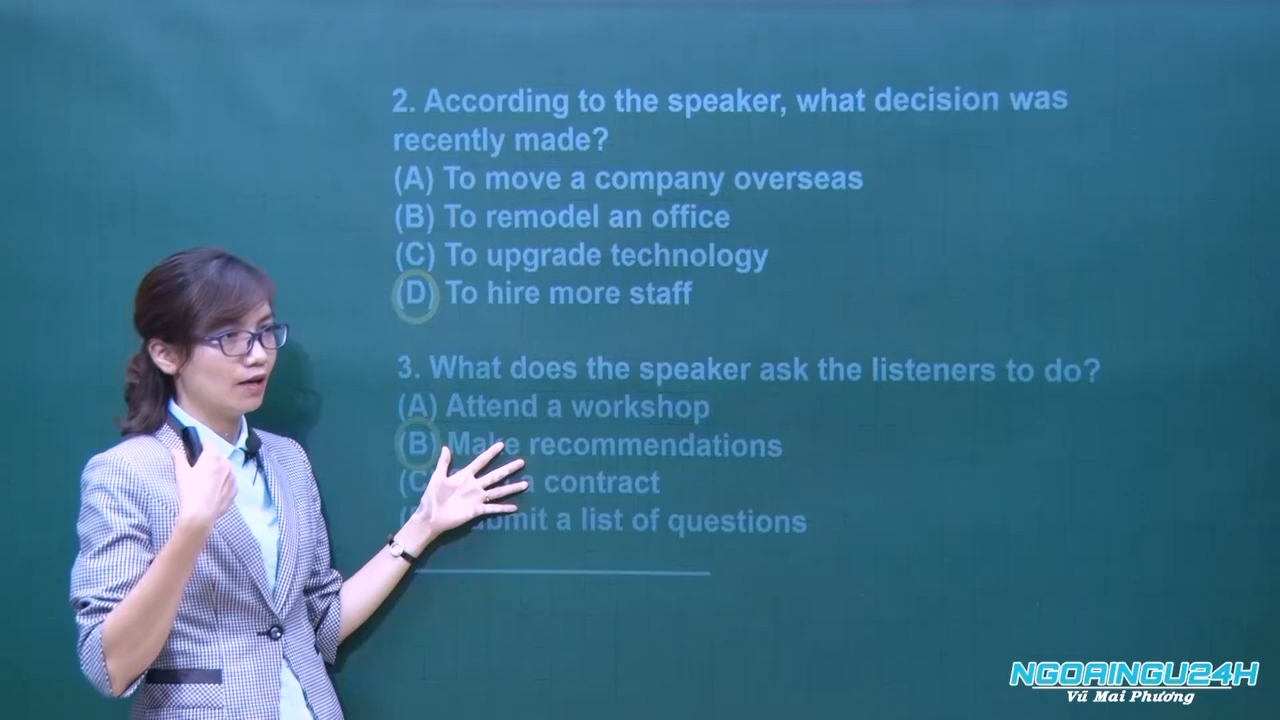 2. According to the speaker, what decision was
recently made?
(A) To move a company overseas
(B) To remodel an office
(C) To upgrade technology
(D) To hire more staff
3. What does the speaker ask the listeners to do?
(A) Attend a workshop
(B) Make recommendations
a contract
a list of questions
NGOAINGU24H
Vũ Mai Phương